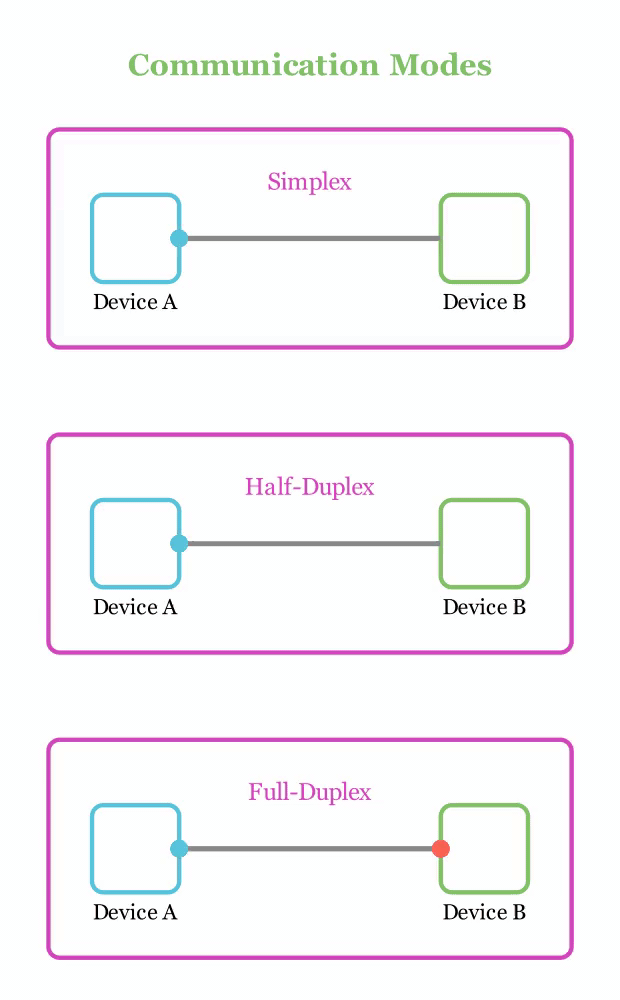 Communication Modes
Simplex
Device A
Device B
Half-Duplex
Device A
Device B
Full-Duplex
Device A
Device B